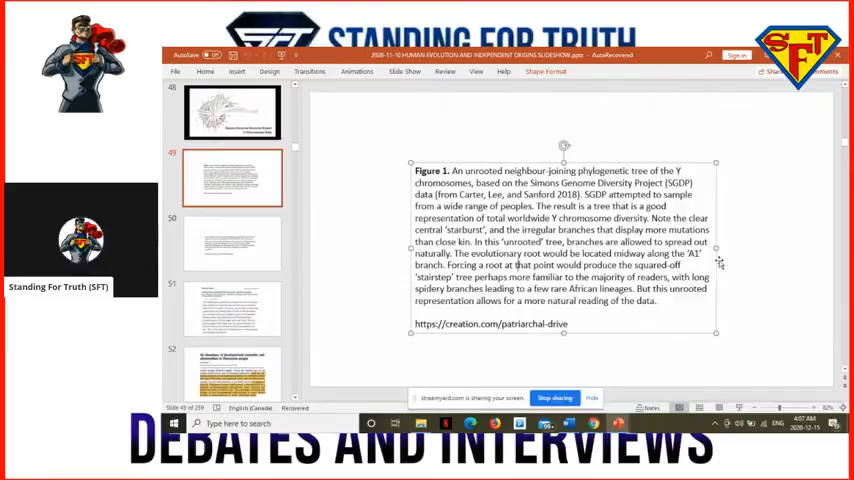 STANDING FOR TRUTH
SFT
SFT
AutoSave Off
2020-11-10 HUMAN EVOLUTION AND INDEPENDENT ORIGINS SLIDESHOW.pptx - AutoRecovered
Sign in
File Home Insert Design Transitions Animations Slide Show Review View Help Shape Format
Share Comments
48
49
50
51
52
Figure 1. An unrooted neighbour-joining phylogenetic tree of the Y
chromosomes, based on the Simons Genome Diversity Project (SGDP)
data (from Carter, Lee, and Sanford 2018). SGDP attempted to sample
from a wide range of peoples. The result is a tree that is a good
representation of total worldwide Y chromosome diversity. Note the clear
central 'starburst', and the irregular branches that display more mutations
than close kin. In this 'unrooted' tree, branches are allowed to spread out
naturally. The evolutionary root would be located midway along the 'A1'
branch. Forcing a root at that point would produce the squared-off
'stairstep' tree perhaps more familiar to the majority of readers, with long
spidery branches leading to a few rare African lineages. But this unrooted
representation allows for a more natural reading of the data.
https://creation.com/patriarchal-drive
Standing For Truth (SFT)
streamyard.com is sharing your screen.
Stop sharing
Hide
Slide 49 of 259
English (Canada)
Recovered
Notes
82%
Type here to search
99+
ENG
4:07 AM
2020-12-15
DEBATES AND INTERVIEWS